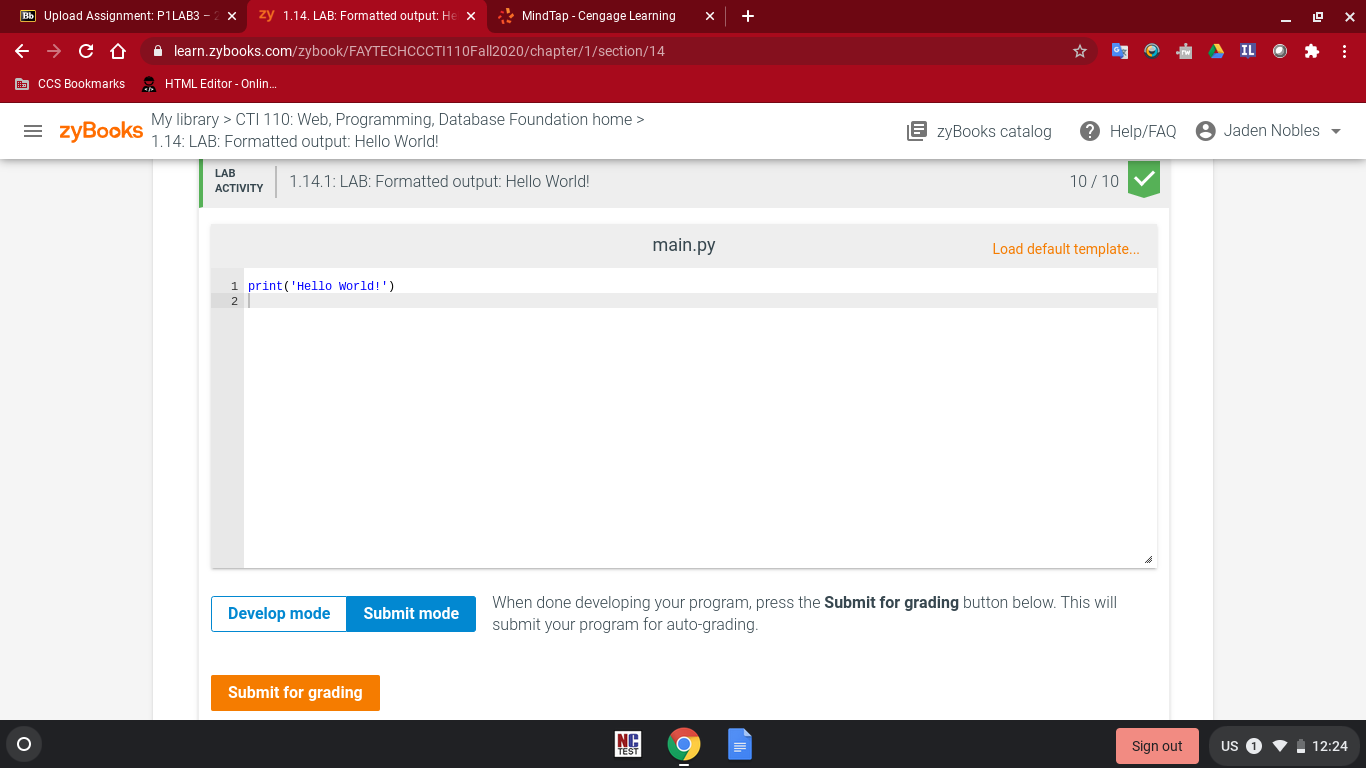 Bb Upload Assignment: P1LAB3 – 2
zy 1.14. LAB: Formatted output: He
MindTap - Cengage Learning
learn.zybooks.com/zybook/FAYTECHCCCTI110Fall2020/chapter/1/section/14
CCS Bookmarks
HTML Editor - Onlin...
zyBooks
My library > CTI 110: Web, Programming, Database Foundation home >
1.14: LAB: Formatted output: Hello World!
zyBooks catalog
Help/FAQ
Jaden Nobles
LAB
ACTIVITY
1.14.1: LAB: Formatted output: Hello World!
10 / 10
main.py
Load default template...
1 print('Hello World!')
2
Develop mode
Submit mode
When done developing your program, press the Submit for grading button below. This will
submit your program for auto-grading.
Submit for grading
NC
TEST
Sign out
US 1 12:24